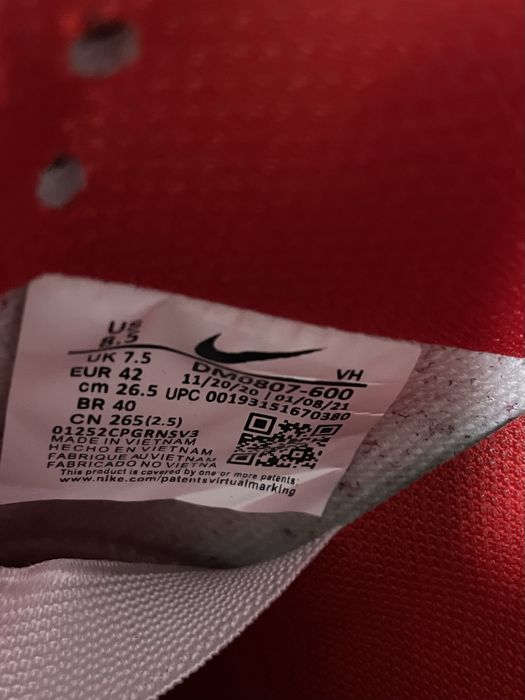 US
8.5
UK 7.5
EUR 42
cm 26.5
BR 40
CN 265(2.5)
01252CPGRNSV3
VH
DM0807-600
11/20/20 | 01/08/21
UPC 00193151670380
MADE IN VIETNAM
HECHO EN VIETNAM
FABRIQUE AU VIETNAM
FABRICADO NO VIETNA
This product is covered by one or more patents:
www.nike.com/patentsvirtualmarking